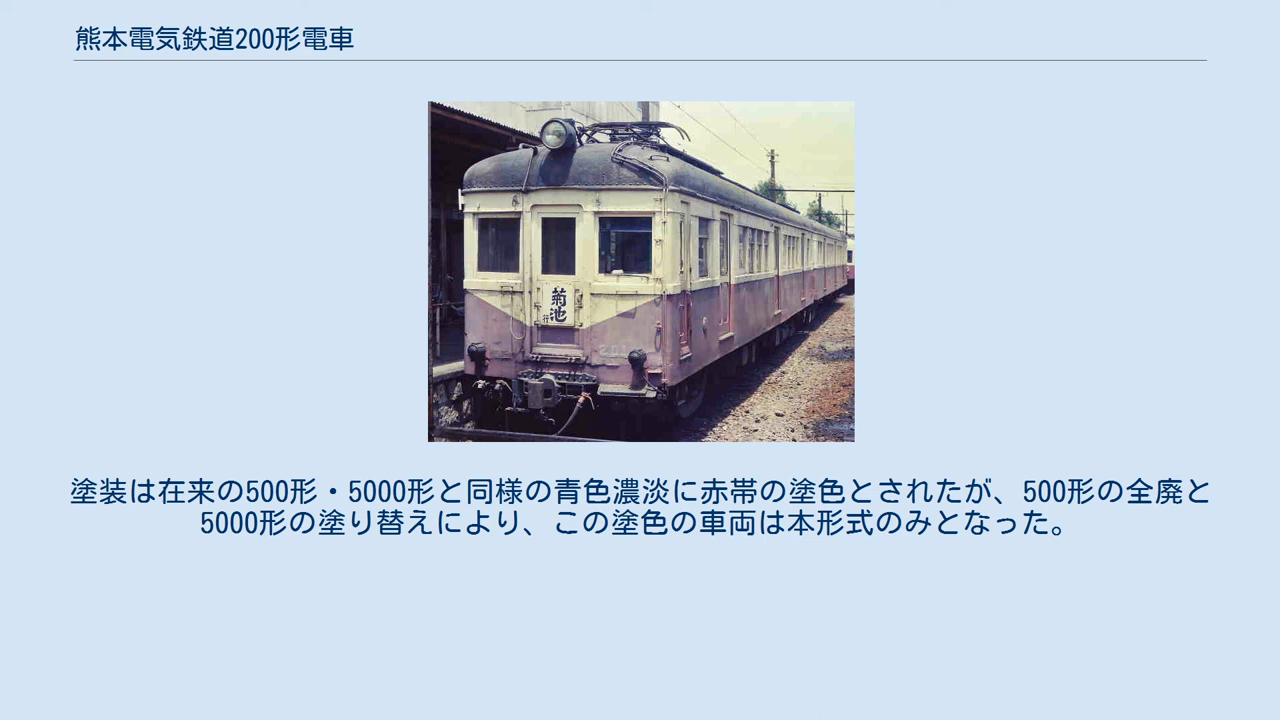 熊本電気鉄道200形電車
菊池
行
塗装は在来の500形・5000形と同様の青色濃淡に赤帯の塗色とされたが、500形の全廃と
5000形の塗り替えにより、この塗色の車両は本形式のみとなった。